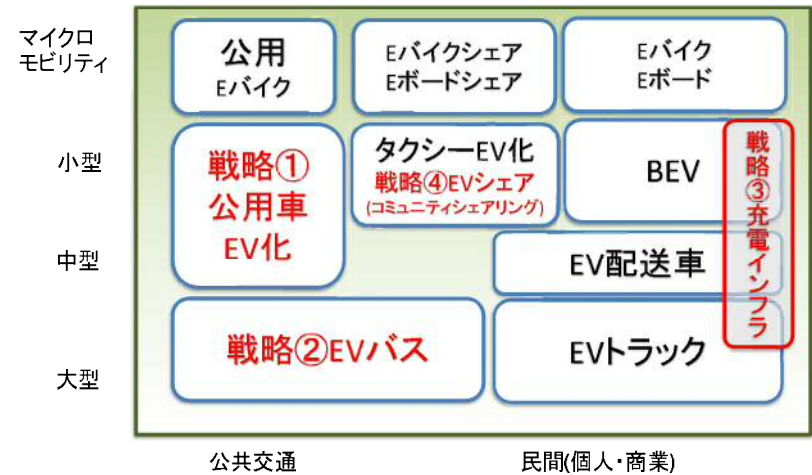 マイクロ
モビリティ
公用
Eバイク
Eバイクシェア
Eボードシェア
Eバイク
Eボード
小型
戦略①
公用車
EV化
タクシーEV化
戦略④EVシェア
(コミュニティシェアリング)
BEV
戦略③充電インフラ
中型
EV配送車
戦略②EVバス
EVトラック
大型
公共交通
民間(個人・商業)